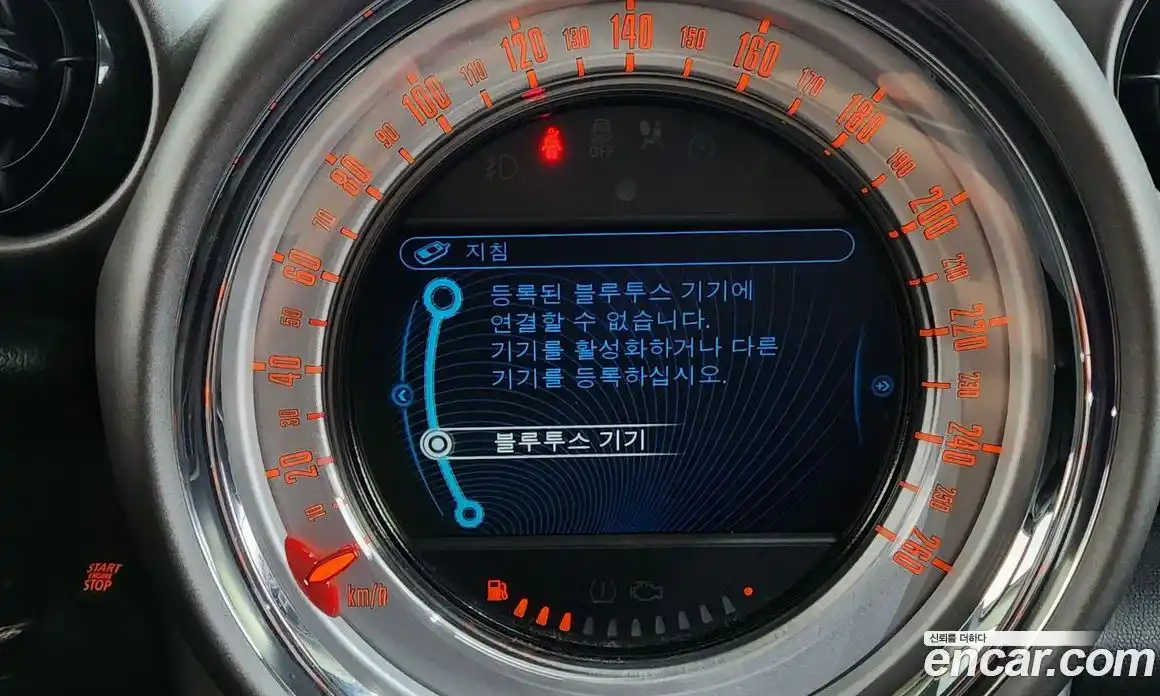 10
20
30
40
50
60
70
80
90
100
110
120
130
140
150
160
170
180
190
200
210
220
230
240
250
260
km/h
OFF
지침
등록된 블루투스 기기에
연결할 수 없습니다.
기기를 활성화하거나 다른
기기를 등록하십시오.
블루투스 기기
START
ENGINE
STOP
신뢰를 더하다
encar.com